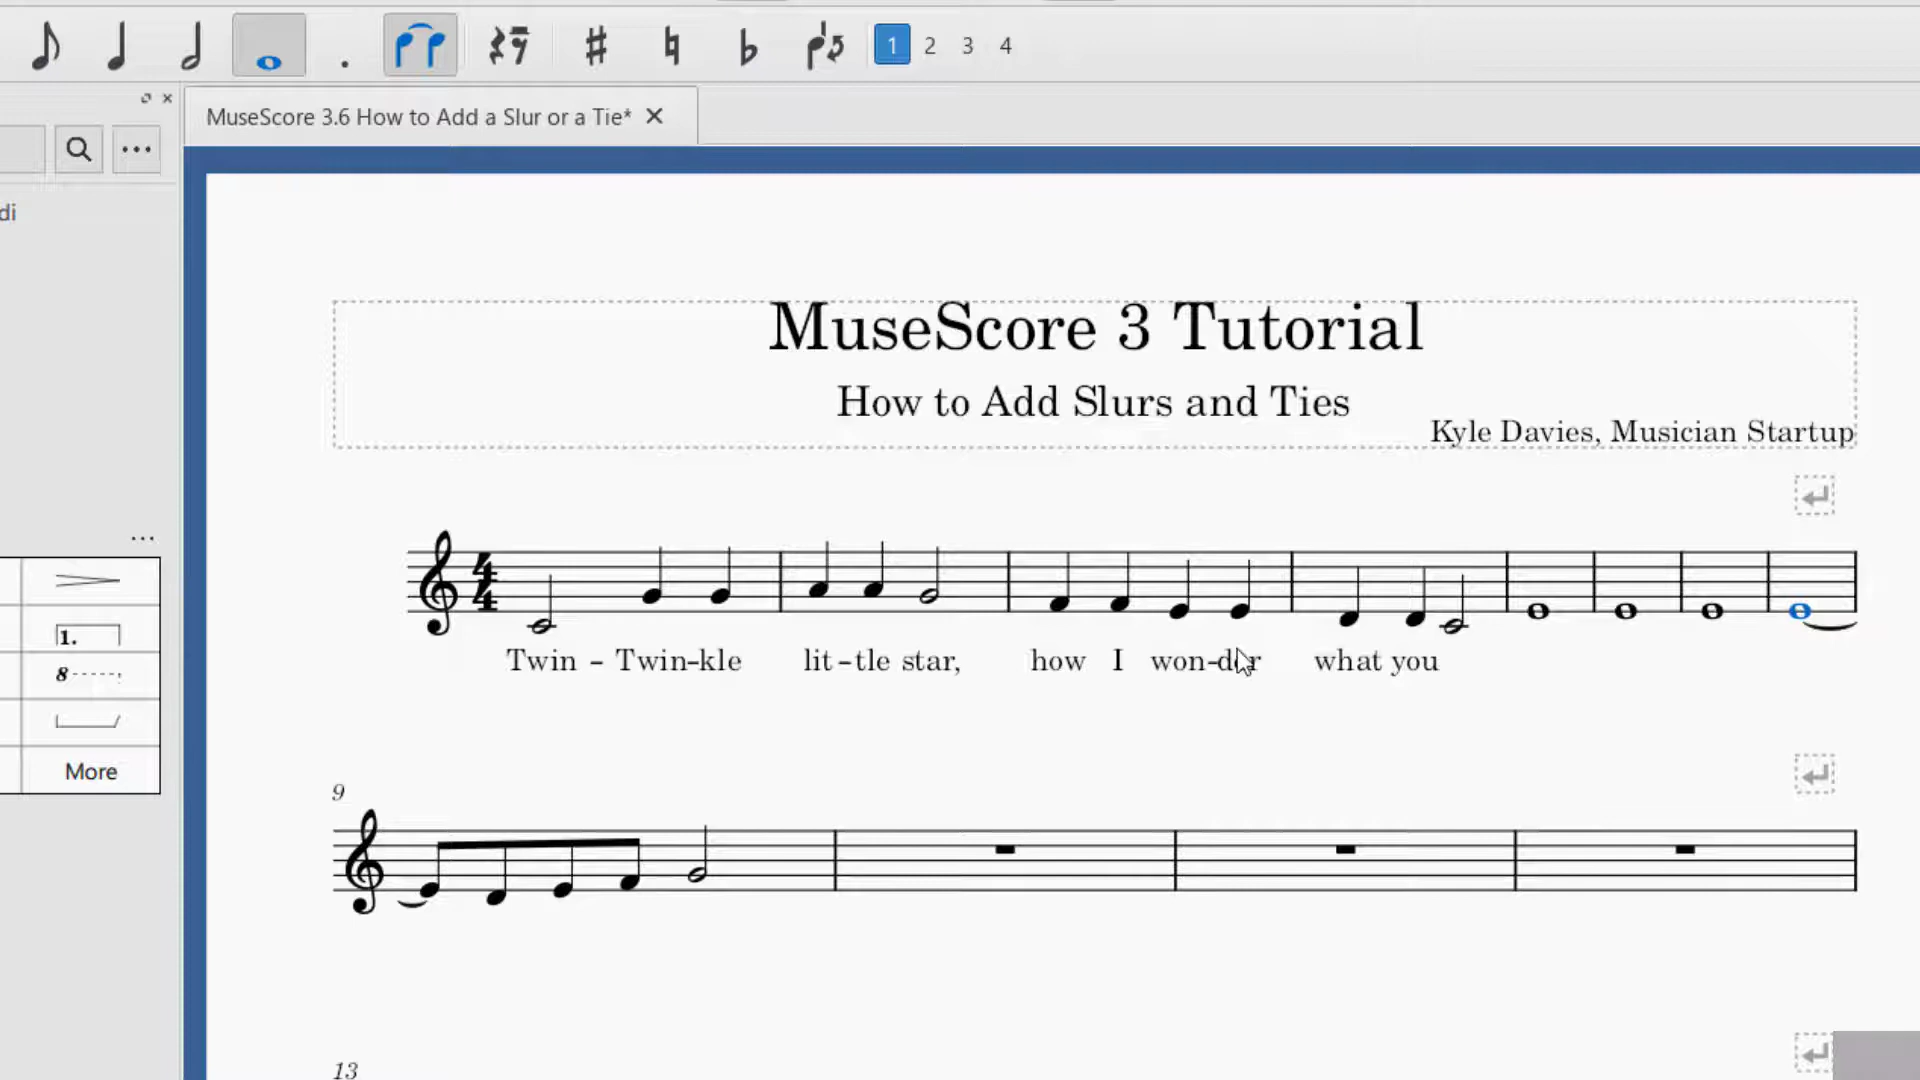 1 2 3 4
MuseScore 3.6 How to Add a Slur or a Tie*
di
MuseScore 3 Tutorial
How to Add Slurs and Ties
Kyle Davies, Musician Startup
4
4
Twin - Twin-kle lit-tle star, how I won-der what you
1.
8
More
9
13